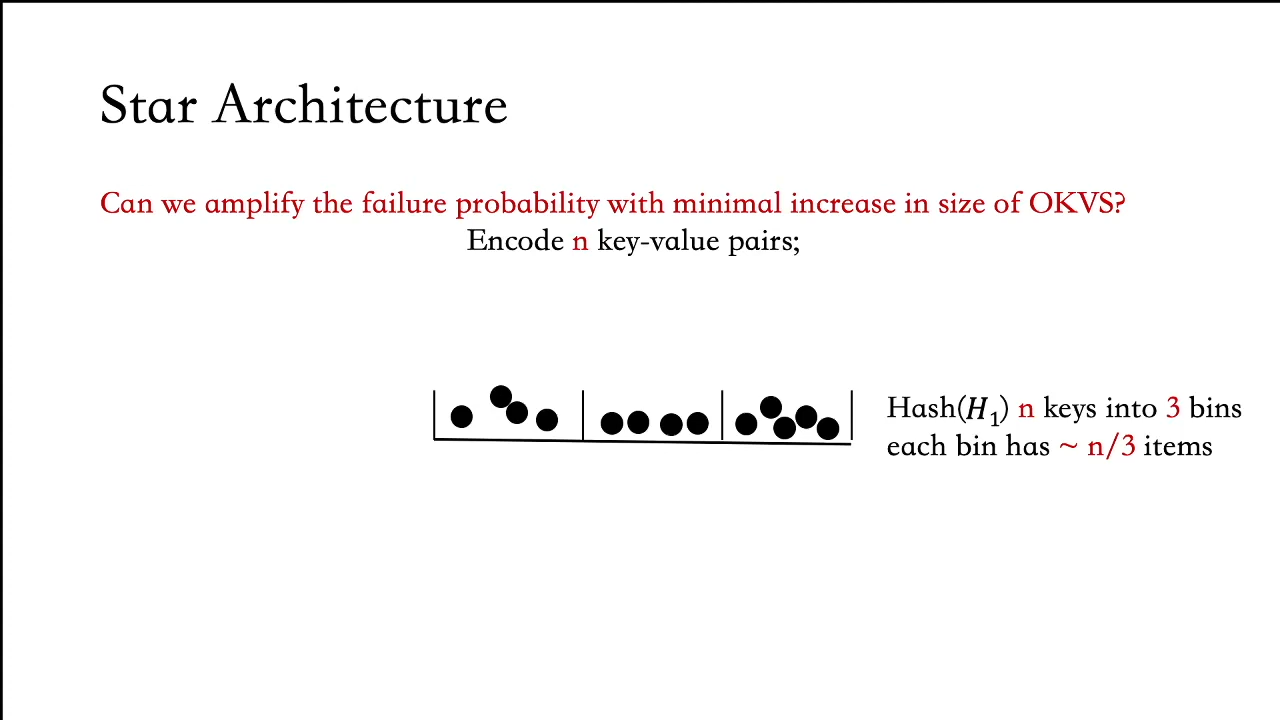 Star Architecture
Can we amplify the failure probability with minimal increase in size of OKVS?
Encode n key-value pairs;
Hash(H₁) n keys into 3 bins
each bin has ~ n/3 items